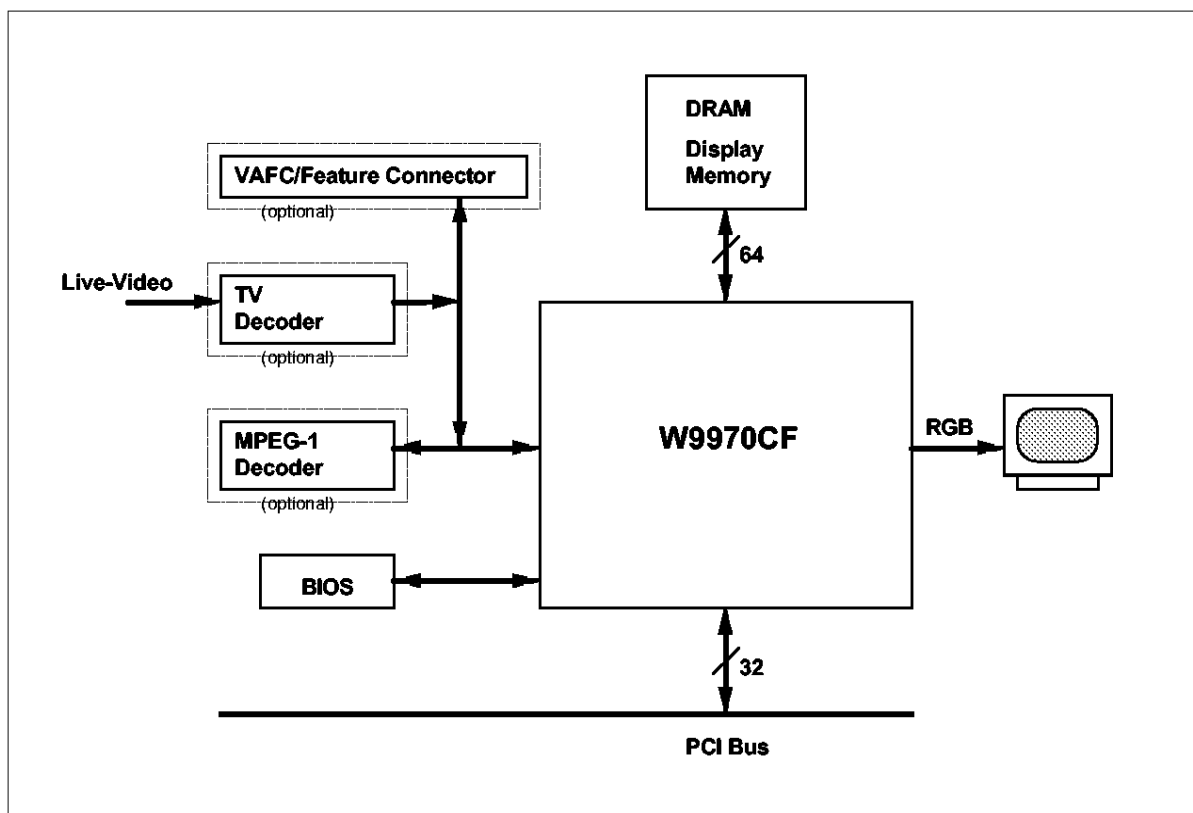 DRAM
Display
Memory
VAFC/Feature Connector
(optional)
64
Live-Video
TV
Decoder
(optional)
MPEG-1
Decoder
(optional)
W9970CF
RGB
BIOS
32
PCI Bus